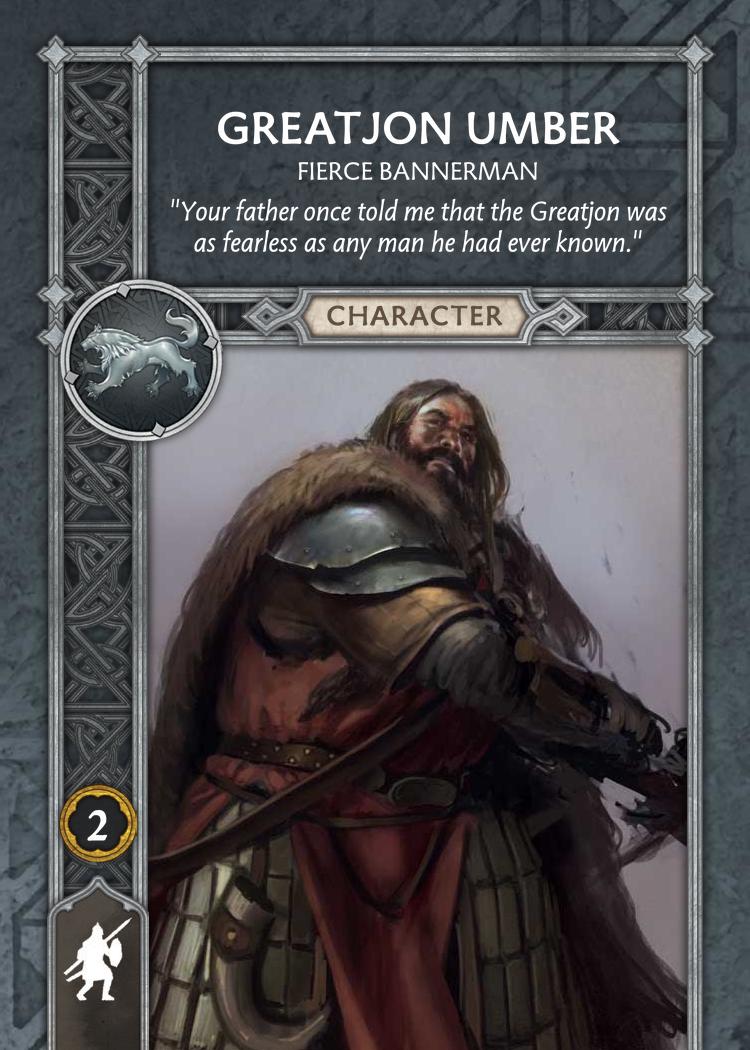 GREATJON UMBER
FIERCE BANNERMAN
"Your father once told me that the Greatjon was
as fearless as any man he had ever known."
CHARACTER
2